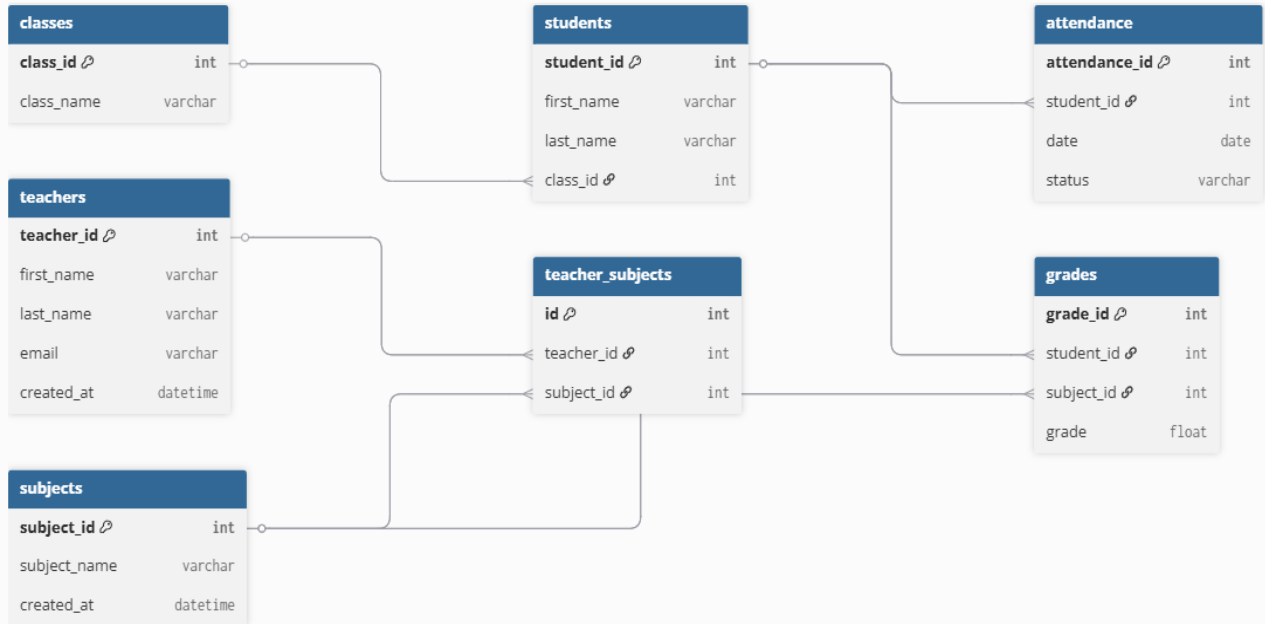 classes
class_id int
class_name varchar
teachers
teacher_id int
first_name varchar
last_name varchar
email varchar
created_at datetime
subjects
subject_id int
subject_name varchar
created_at datetime
students
student_id int
first_name varchar
last_name varchar
class_id int
teacher_subjects
id int
teacher_id int
subject_id int
attendance
attendance_id int
student_id int
date date
status varchar
grades
grade_id int
student_id int
subject_id int
grade float